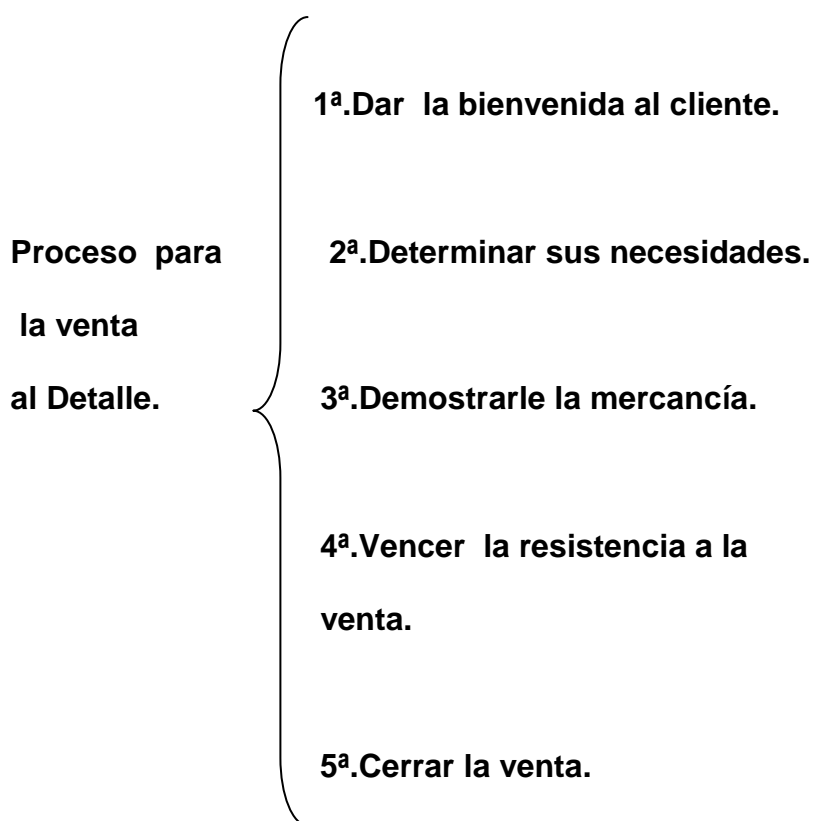 Proceso para
la venta
al Detalle.
1ª.Dar la bienvenida al cliente.
2ª.Determinar sus necesidades.
3ª.Demostrarle la mercancía.
4ª.Vencer la resistencia a la
venta.
5ª.Cerrar la venta.